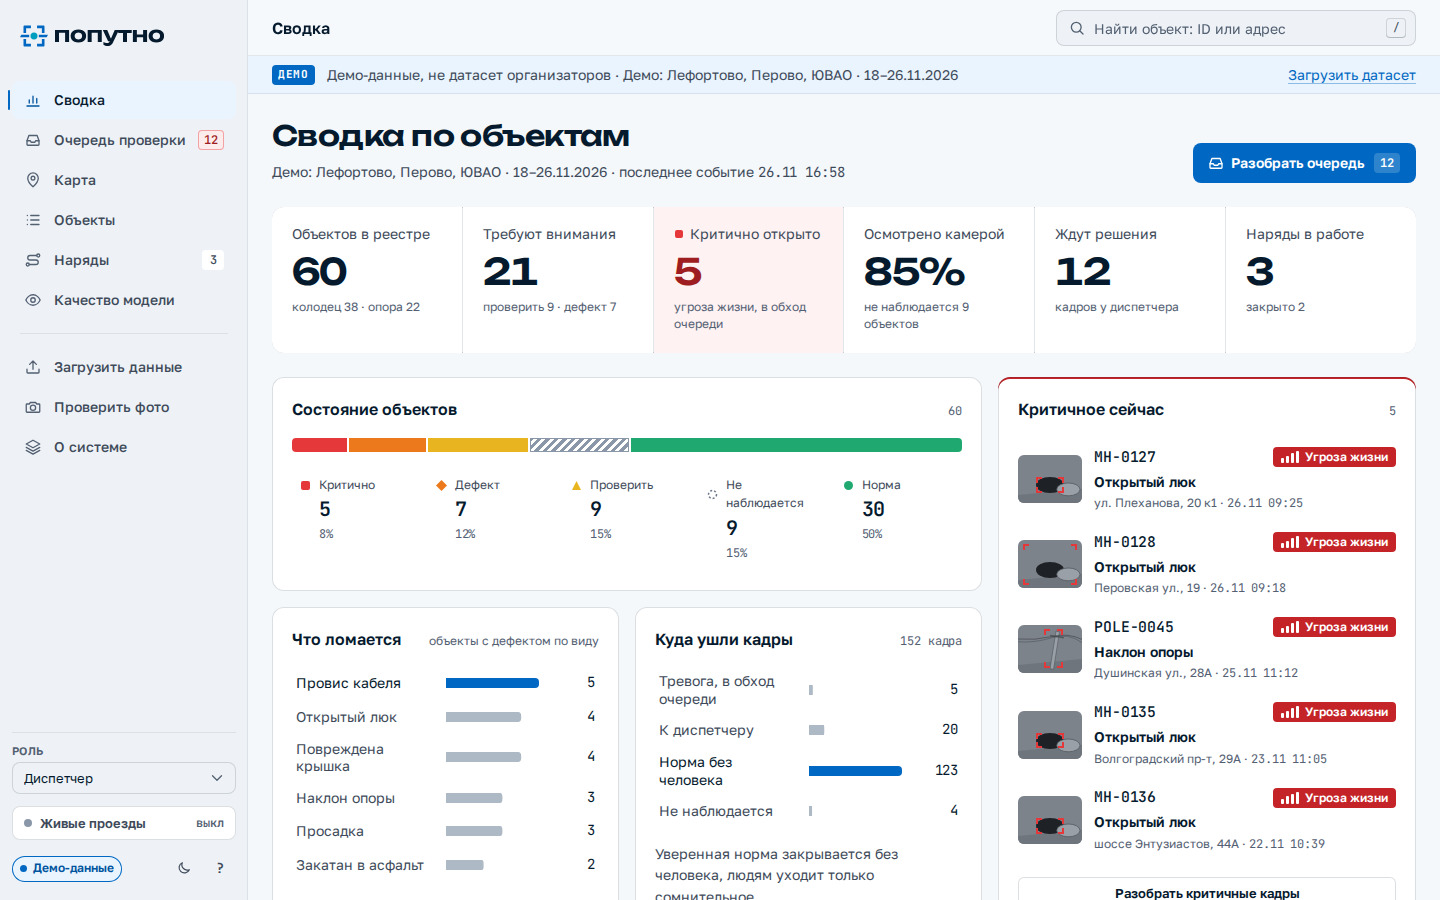 ПОПУТНО
Сводка
Очередь проверки 12
Карта
Объекты
Наряды 3
Качество модели
Загрузить данные
Проверить фото
О системе
РОЛЬ
Диспетчер
Живые проезды ВЫКЛ
Демо-данные ?
Сводка
Найти объект: ID или адрес /
ДЕМО Демо-данные, не датасет организаторов · Демо: Лефортово, Перово, ЮВАО · 18–26.11.2026 Загрузить датасет
Сводка по объектам
Демо: Лефортово, Перово, ЮВАО · 18–26.11.2026 · последнее событие 26.11 16:58
Разобрать очередь 12
Объектов в реестре
60
колодец 38 · опора 22
Требуют внимания
21
проверить 9 · дефект 7
Критично открыто
5
угроза жизни, в обход
очереди
Осмотрено камерой
85%
не наблюдается 9
объектов
Ждут решения
12
кадров у диспетчера
Наряды в работе
3
закрыто 2
Состояние объектов 60
Критично
5
8%
Дефект
7
12%
Проверить
9
15%
Не
наблюдается
9
15%
Норма
30
50%
Что ломается объекты с дефектом по виду
Провис кабеля 5
Открытый люк 4
Повреждена
крышка 4
Наклон опоры 3
Просадка 3
Закатан в асфальт 2
Куда ушли кадры 152 кадра
Тревога, в обход
очереди 5
К диспетчеру 20
Норма без
человека 123
Не наблюдается 4
Уверенная норма закрывается без
человека, людям уходит только
сомнительное
Критичное сейчас 5
MH-0127 Угроза жизни
Открытый люк
ул. Плеханова, 20 к1 · 26.11 09:25
MH-0128 Угроза жизни
Открытый люк
Перовская ул., 19 · 26.11 09:18
POLE-0045 Угроза жизни
Наклон опоры
Душинская ул., 28А · 25.11 11:12
MH-0135 Угроза жизни
Открытый люк
Волгоградский пр-т, 29А · 23.11 11:05
MH-0136 Угроза жизни
Открытый люк
шоссе Энтузиастов, 44А · 22.11 10:39
Разобрать критичные кадры